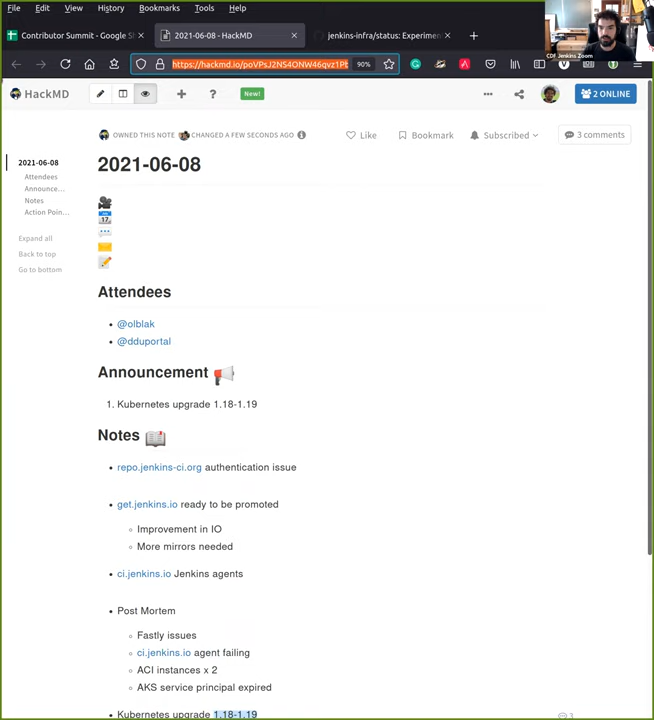 File Edit View History Bookmarks Tools Help
Contributor Summit - Google S
2021-06-08 - HackMD
jenkins-infra/status: Experimen
CDF Jenkins Zoom
https://hackmd.io/poVPsJ2NS4ONW46qvz1Pb
90%
HackMD
New!
2 ONLINE
OWNED THIS NOTE
CHANGED A FEW SECONDS AGO
Like
Bookmark
Subscribed
3 comments
2021-06-08
Attendees
Announce...
Notes
Action Poin...
Expand all
Back to top
Go to bottom
2021-06-08
Attendees
@olblak
@dduportal
Announcement
1. Kubernetes upgrade 1.18-1.19
Notes
repo.jenkins-ci.org authentication issue
get.jenkins.io ready to be promoted
Improvement in IO
More mirrors needed
ci.jenkins.io Jenkins agents
Post Mortem
Fastly issues
ci.jenkins.io agent failing
ACI instances x 2
AKS service principal expired
Kubernetes upgrade 1.18-1.19
3